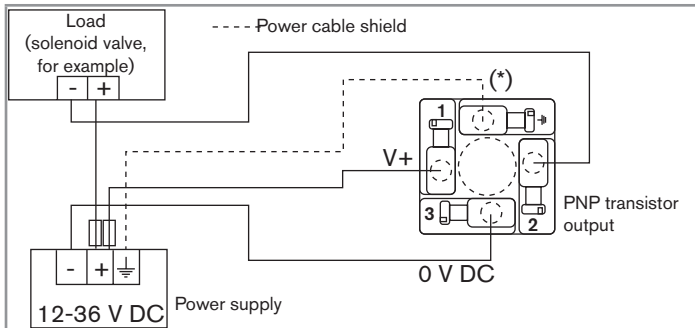 Load
(solenoid valve,
for example)
- +
Power cable shield
(*)
1
V+
3
2
PNP transistor
output
0 V DC
- +
12-36 V DC
Power supply